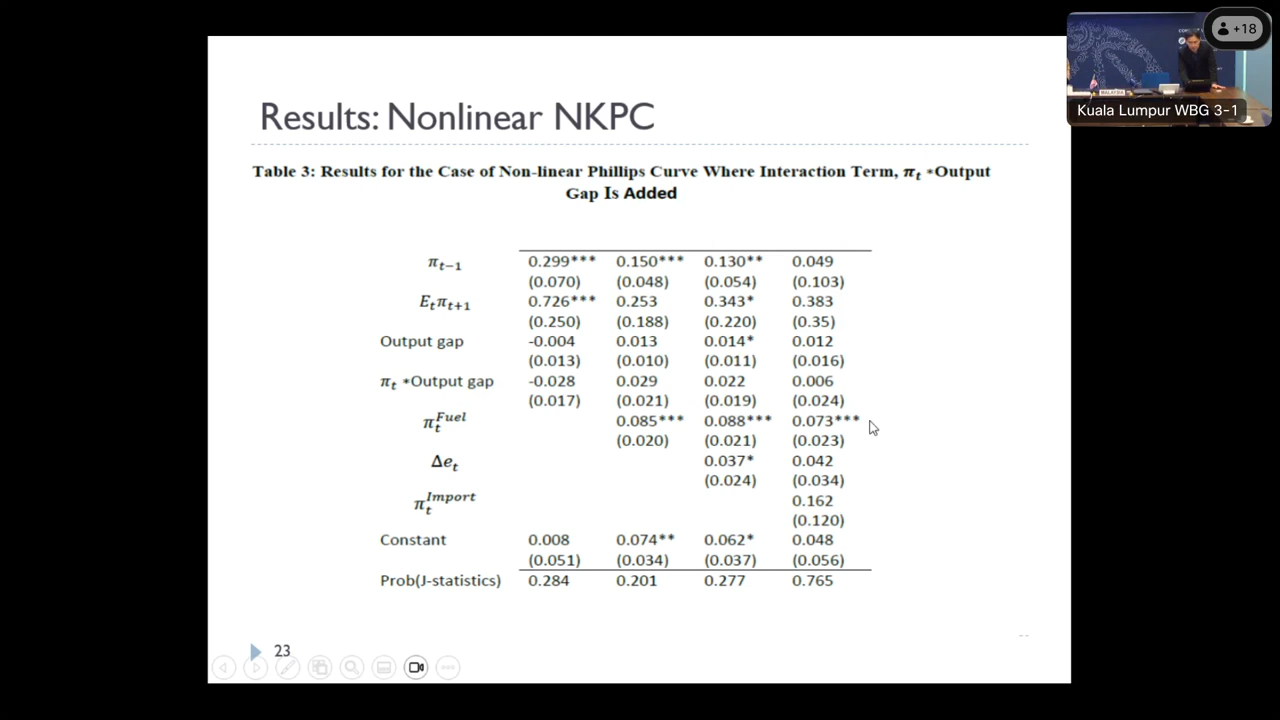 +18
Kuala Lumpur WBG 3-1
MALAYSIA
Results: Nonlinear NKPC
Table 3: Results for the Case of Non-linear Phillips Curve Where Interaction Term, πₜ *Output
Gap Is Added
πₜ₋₁ 0.299*** 0.150*** 0.130** 0.049
(0.070) (0.048) (0.054) (0.103)
Eₜπₜ₊₁ 0.726*** 0.253 0.343* 0.383
(0.250) (0.188) (0.220) (0.35)
Output gap -0.004 0.013 0.014* 0.012
(0.013) (0.010) (0.011) (0.016)
πₜ *Output gap -0.028 0.029 0.022 0.006
(0.017) (0.021) (0.019) (0.024)
πₜ^Fuel 0.085*** 0.088*** 0.073***
(0.020) (0.021) (0.023)
Δeₜ 0.037* 0.042
(0.024) (0.034)
πₜ^Import 0.162
(0.120)
Constant 0.008 0.074** 0.062* 0.048
(0.051) (0.034) (0.037) (0.056)
Prob(J-statistics) 0.284 0.201 0.277 0.765
23